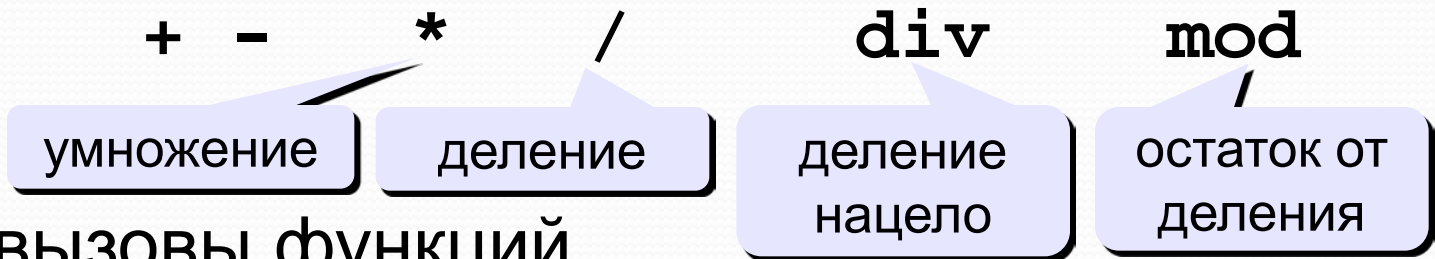 + - * / div mod
умножение
деление
деление
нацело
остаток от
деления
вызовы функций